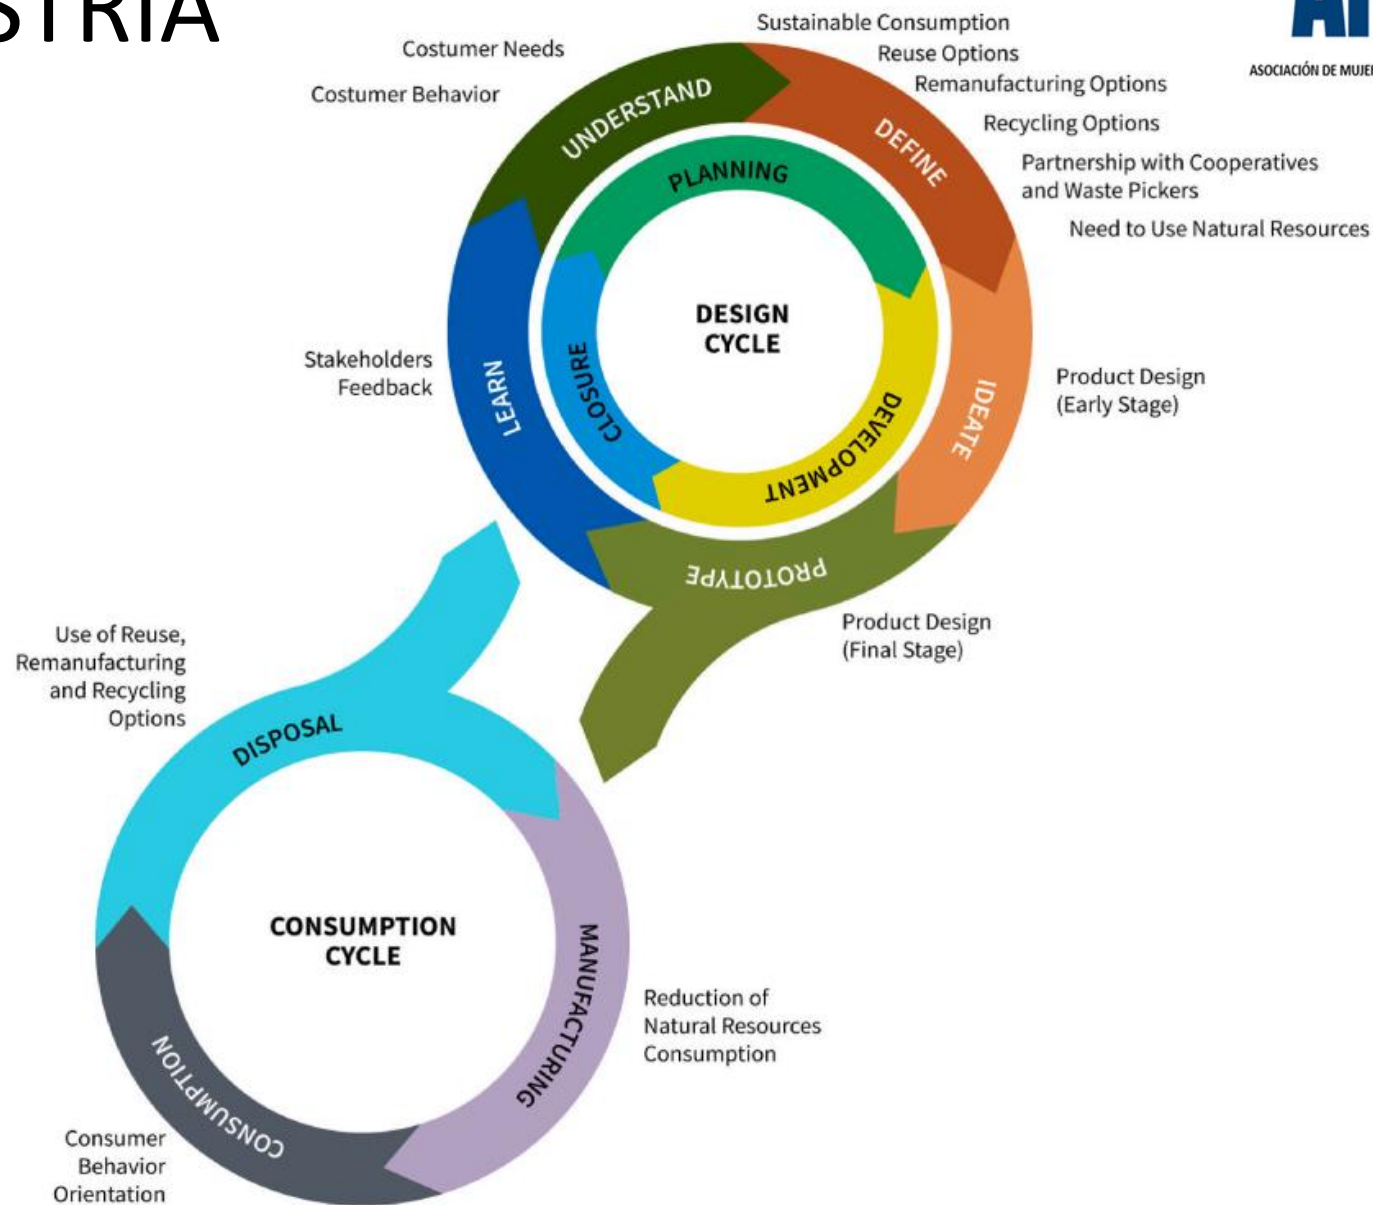 STRIA
ASOCIACIÓN DE MUJER
Costumer Needs
Costumer Behavior
Sustainable Consumption
Reuse Options
Remanufacturing Options
Recycling Options
Partnership with Cooperatives
and Waste Pickers
Need to Use Natural Resources
UNDERSTAND
DEFINE
PLANNING
DESIGN
CYCLE
CLOSURE
DEVELOPMENT
LEARN
IDEATE
Stakeholders
Feedback
Product Design
(Early Stage)
PROTOTYPE
Product Design
(Final Stage)
Use of Reuse,
Remanufacturing
and Recycling
Options
DISPOSAL
CONSUMPTION
CYCLE
MANUFACTURING
Reduction of
Natural Resources
Consumption
CONSUMPTION
Consumer
Behavior
Orientation